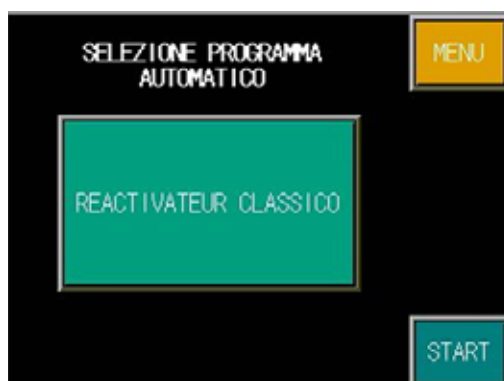 SELEZIONE PROGRAMMA
AUTOMATICO
MENU
REACTIVATEUR CLASSICO
START